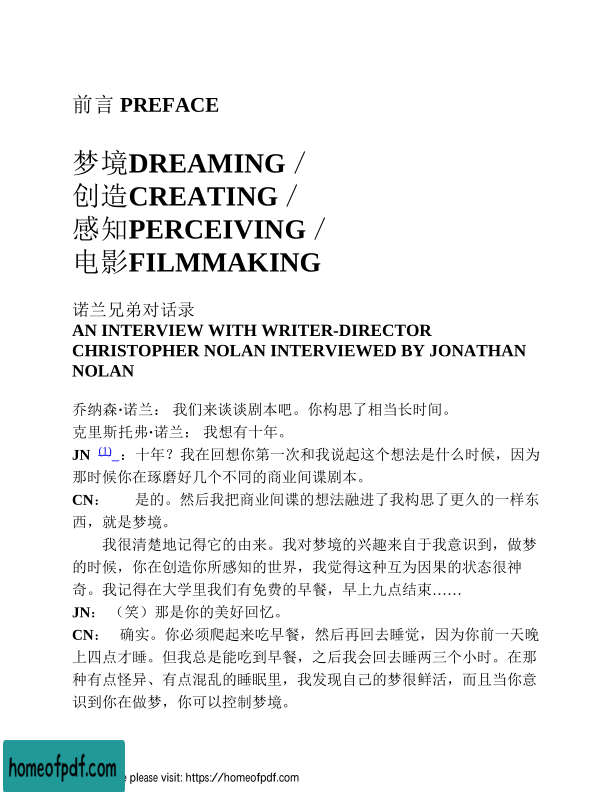 前言 PREFACE
梦境DREAMING／
创造CREATING／
感知PERCEIVING／
电影FILMMAKING
诺兰兄弟对话录
AN INTERVIEW WITH WRITER-DIRECTOR
CHRISTOPHER NOLAN INTERVIEWED BY JONATHAN
NOLAN
乔纳森·诺兰： 我们来谈谈剧本吧。你构思了相当长时间。
克里斯托弗·诺兰： 我想有十年。
JN (1) ：十年？我在回想你第一次和我说起这个想法是什么时候，因为
那时候你在琢磨好几个不同的商业间谍剧本。
CN： 是的。然后我把商业间谍的想法融进了我构思了更久的一样东
西，就是梦境。
我很清楚地记得它的由来。我对梦境的兴趣来自于我意识到，做梦
的时候，你在创造你所感知的世界，我觉得这种互为因果的状态很神
奇。我记得在大学里我们有免费的早餐，早上九点结束……
JN： （笑）那是你的美好回忆。
CN： 确实。你必须爬起来吃早餐，然后再回去睡觉，因为你前一天晚
上四点才睡。但我总是能吃到早餐，之后我会回去睡两三个小时。在那
种有点怪异、有点混乱的睡眠里，我发现自己的梦很鲜活，而且当你意
识到你在做梦，你可以控制梦境。
homeofpdf.com
e please visit: https://homeofpdf.com